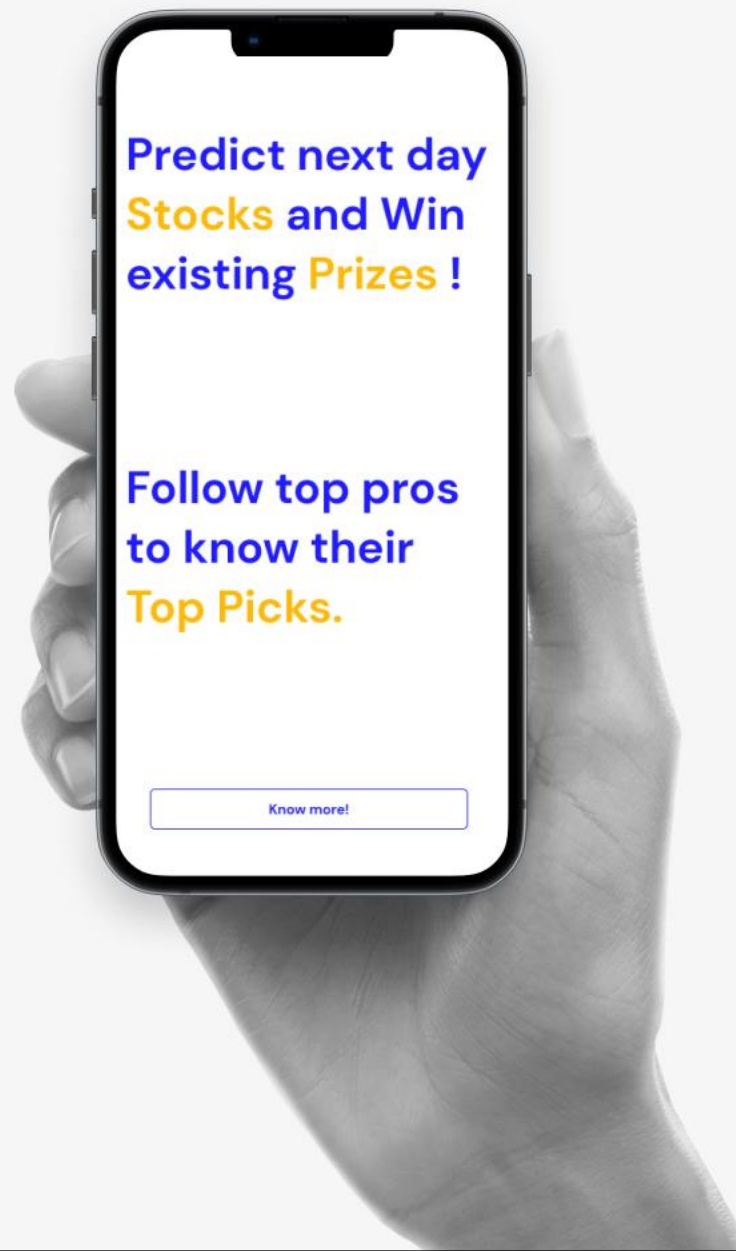 Predict next day
Stocks and Win
existing Prizes !
Follow top pros
to know their
Top Picks.
Know more!